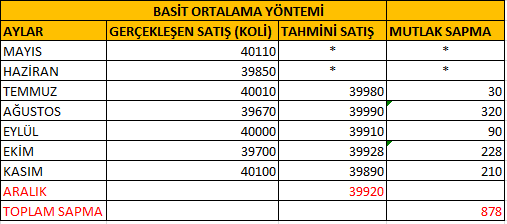 BASİT ORTALAMA YÖNTEMİ
AYLAR GERÇEKLEŞEN SATIŞ (KOLİ) TAHMİNİ SATIŞ MUTLAK SAPMA
MAYIS 40110 * *
HAZİRAN 39850 * *
TEMMUZ 40010 39980 30
AĞUSTOS 39670 39990 320
EYLÜL 40000 39910 90
EKİM 39700 39928 228
KASIM 40100 39890 210
ARALIK 39920
TOPLAM SAPMA 878